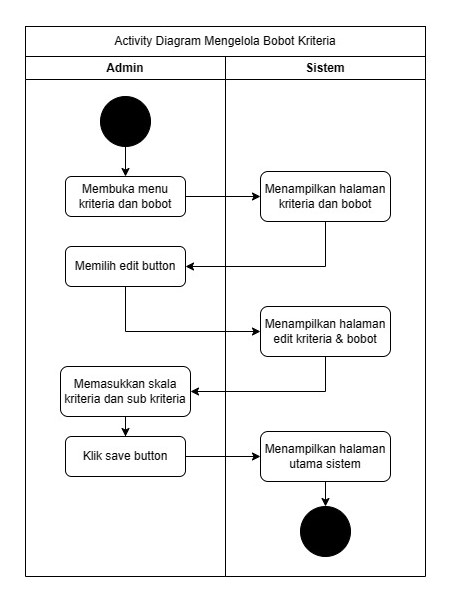 Activity Diagram Mengelola Bobot Kriteria
Admin
Sistem
Membuka menu
kriteria dan bobot
Menampilkan halaman
kriteria dan bobot
Memilih edit button
Menampilkan halaman
edit kriteria & bobot
Memasukkan skala
kriteria dan sub kriteria
Klik save button
Menampilkan halaman
utama sistem